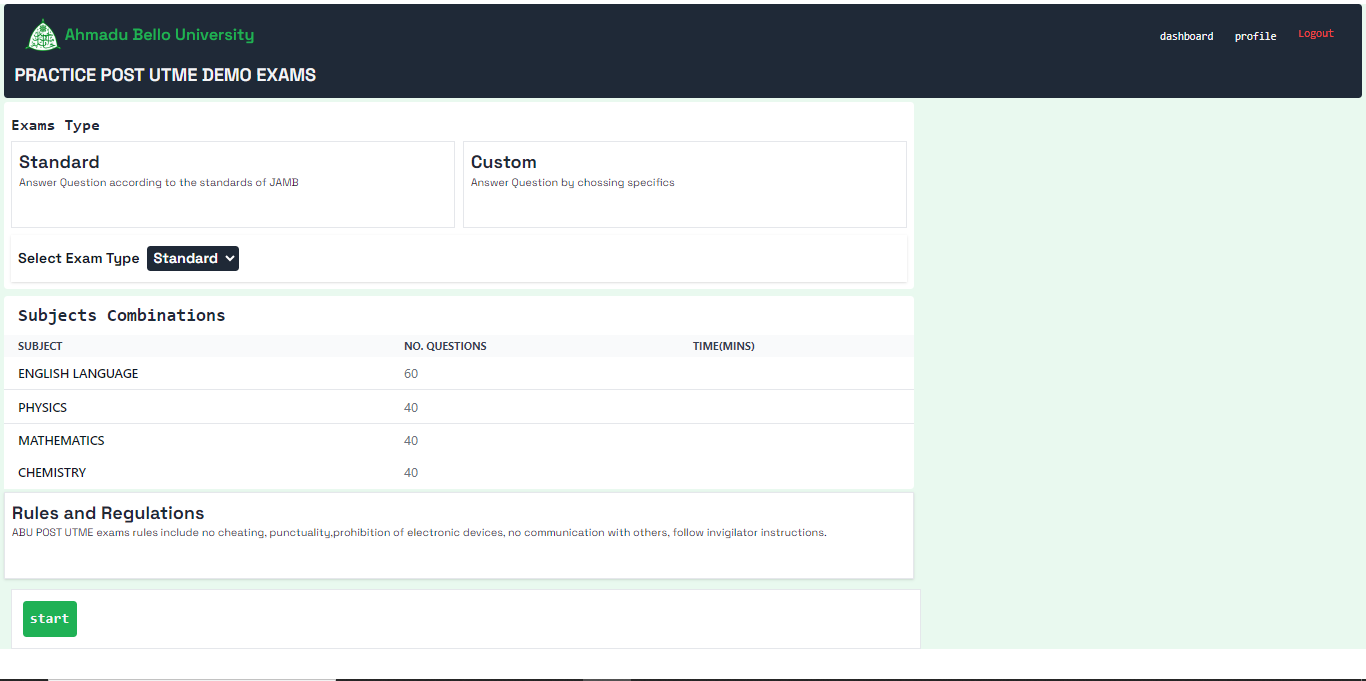 Ahmadu Bello University
dashboard profile Logout
PRACTICE POST UTME DEMO EXAMS
Exams Type
Standard
Answer Question according to the standards of JAMB
Custom
Answer Question by chossing specifics
Select Exam Type Standard
Subjects Combinations
SUBJECT NO. QUESTIONS TIME(MINS)
ENGLISH LANGUAGE 60
PHYSICS 40
MATHEMATICS 40
CHEMISTRY 40
Rules and Regulations
ABU POST UTME exams rules include no cheating, punctuality,prohibition of electronic devices, no communication with others, follow invigilator instructions.
start